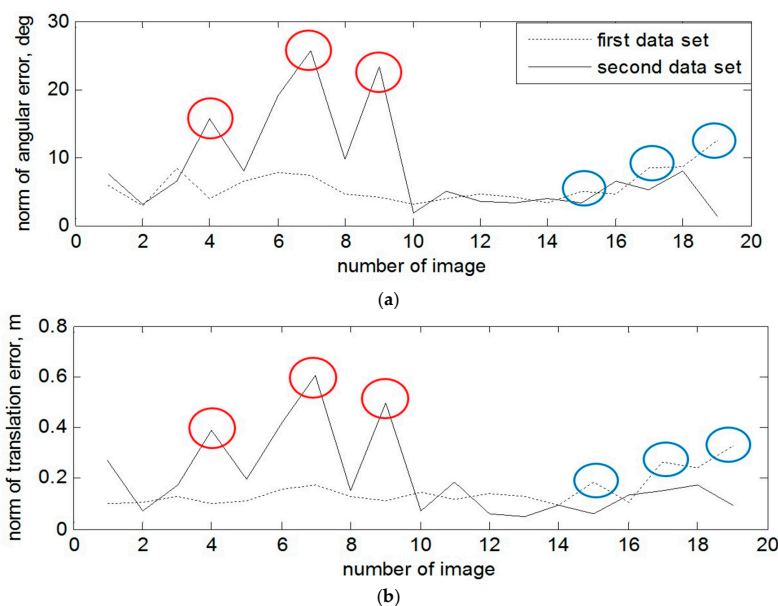 norm of angular error, deg
30
20
10
0
first data set
second data set
0 2 4 6 8 10 12 14 16 18 20
number of image
(a)
norm of translation error, m
0.8
0.6
0.4
0.2
0
0 2 4 6 8 10 12 14 16 18 20
number of image
(b)